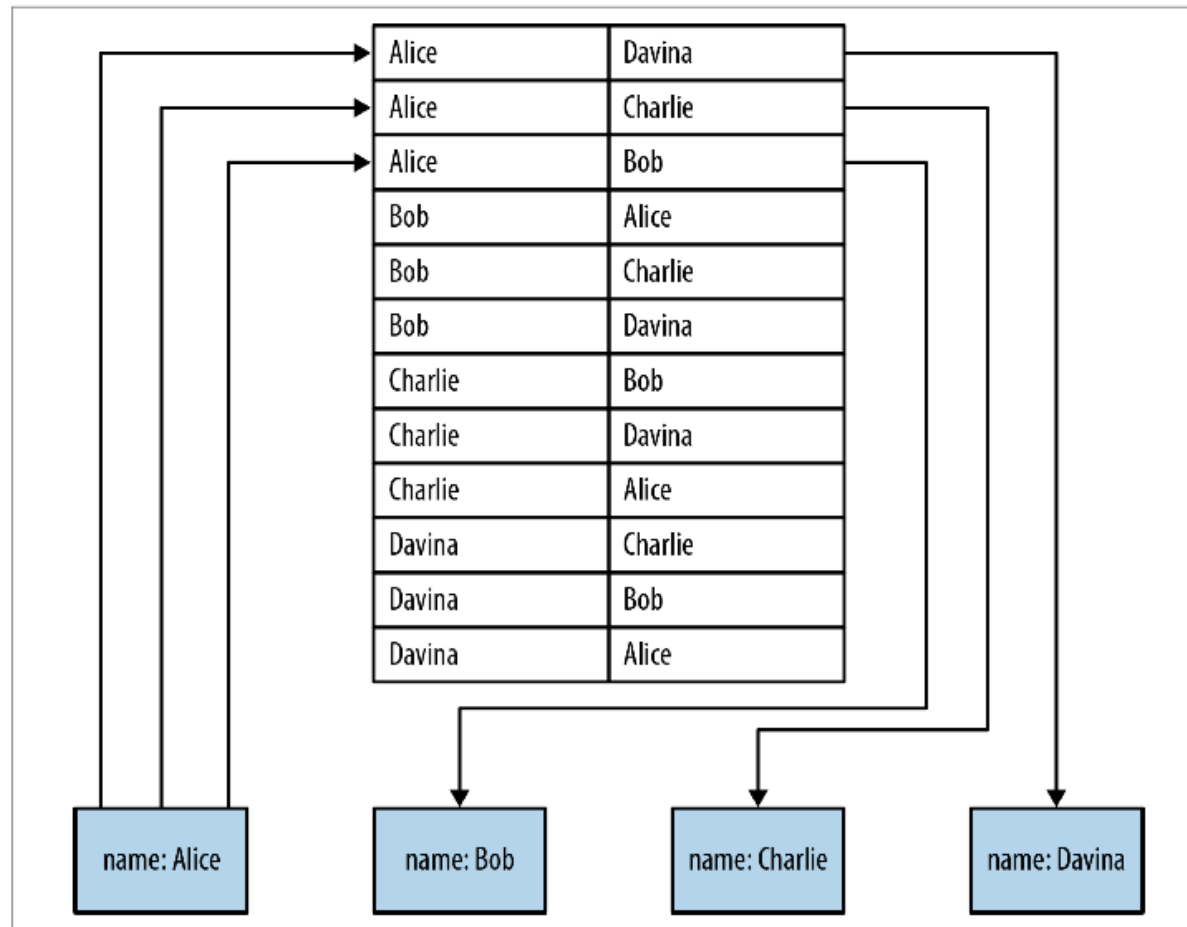 Alice Davina
Alice Charlie
Alice Bob
Bob Alice
Bob Charlie
Bob Davina
Charlie Bob
Charlie Davina
Charlie Alice
Davina Charlie
Davina Bob
Davina Alice
name: Alice name: Bob name: Charlie name: Davina